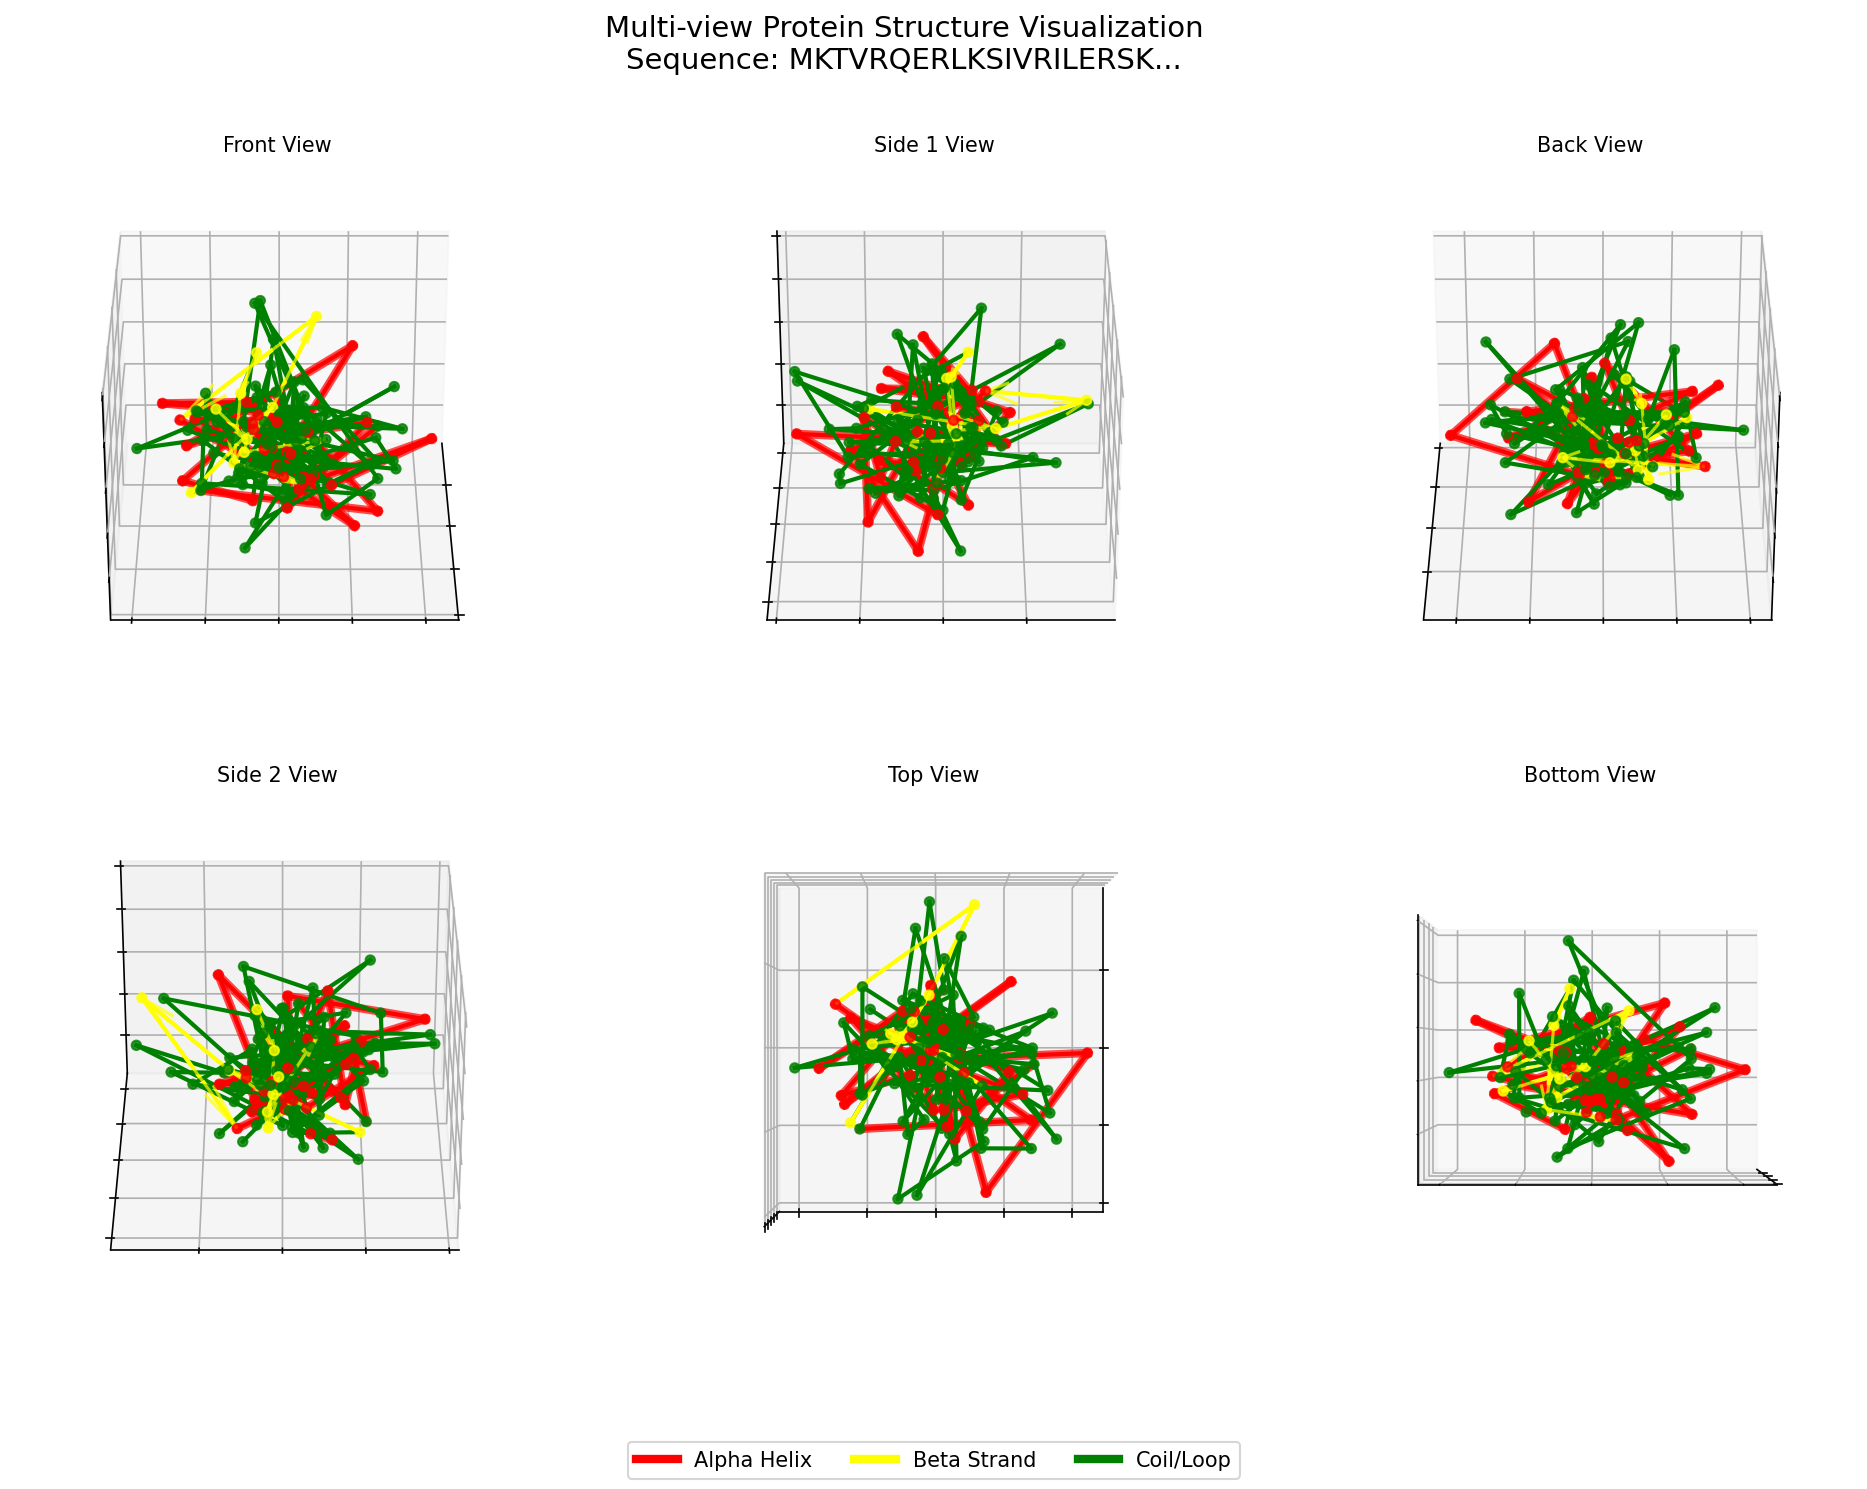 Multi-view Protein Structure Visualization
Sequence: MKTVRQERLKSIVRILERSK...
Front View
Side 1 View
Back View
Side 2 View
Top View
Bottom View
Alpha Helix
Beta Strand
Coil/Loop